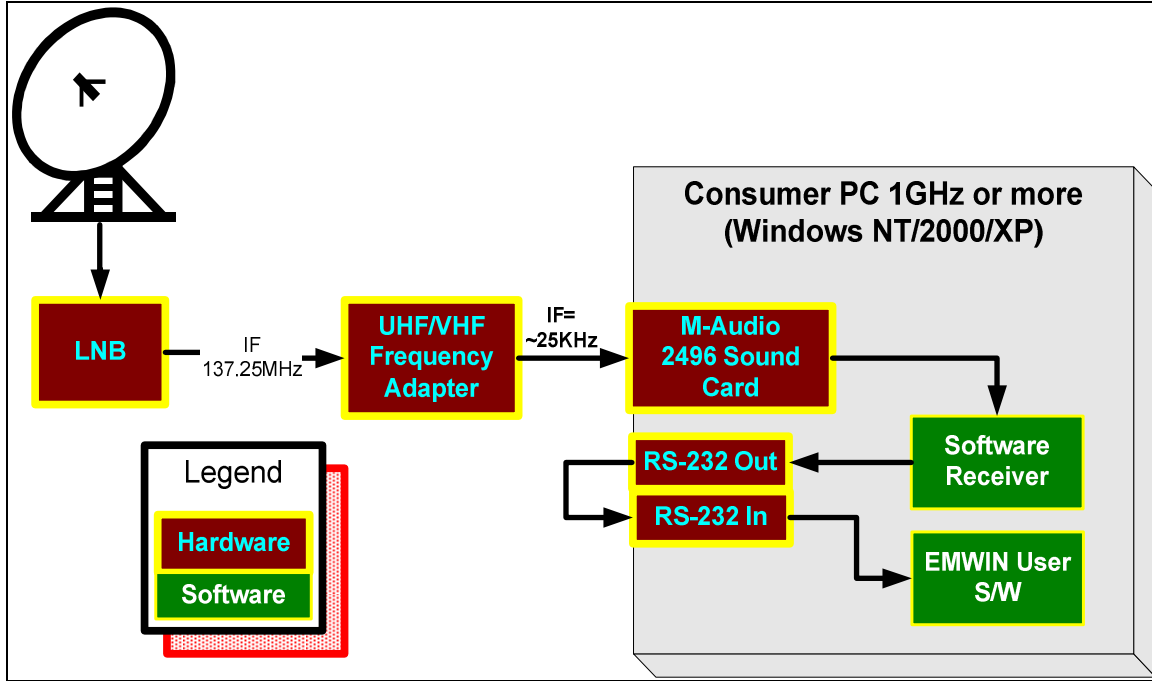 Consumer PC 1GHz or more
(Windows NT/2000/XP)
LNB
IF
137.25MHz
UHF/VHF
Frequency
Adapter
IF=
~25KHz
M-Audio
2496 Sound
Card
Software
Receiver
RS-232 Out
RS-232 In
EMWIN User
S/W
Legend
Hardware
Software